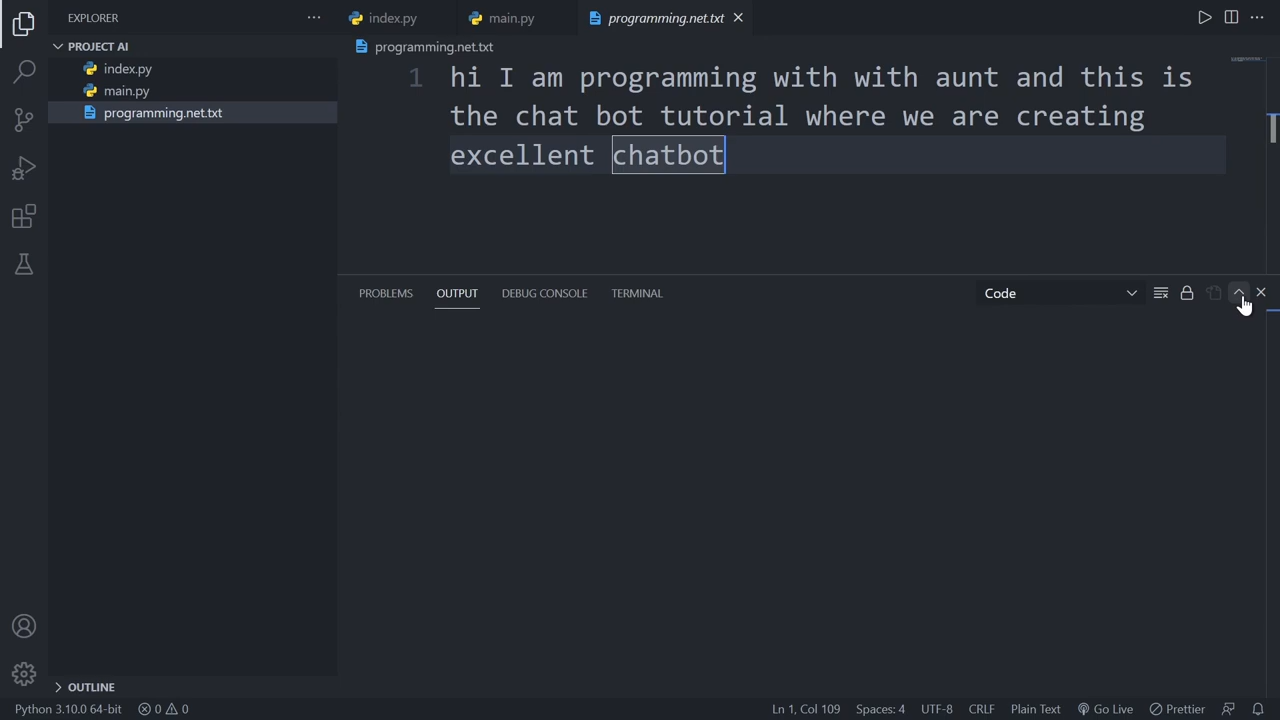 EXPLORER
index.py
main.py
programming.net.txt
PROJECT AI
index.py
main.py
programming.net.txt
programming.net.txt
1 hi I am programming with with aunt and this is
the chat bot tutorial where we are creating
excellent chatbot
PROBLEMS OUTPUT DEBUG CONSOLE TERMINAL Code
OUTLINE
Python 3.10.0 64-bit 0 0 Ln 1, Col 109 Spaces: 4 UTF-8 CRLF Plain Text Go Live Prettier